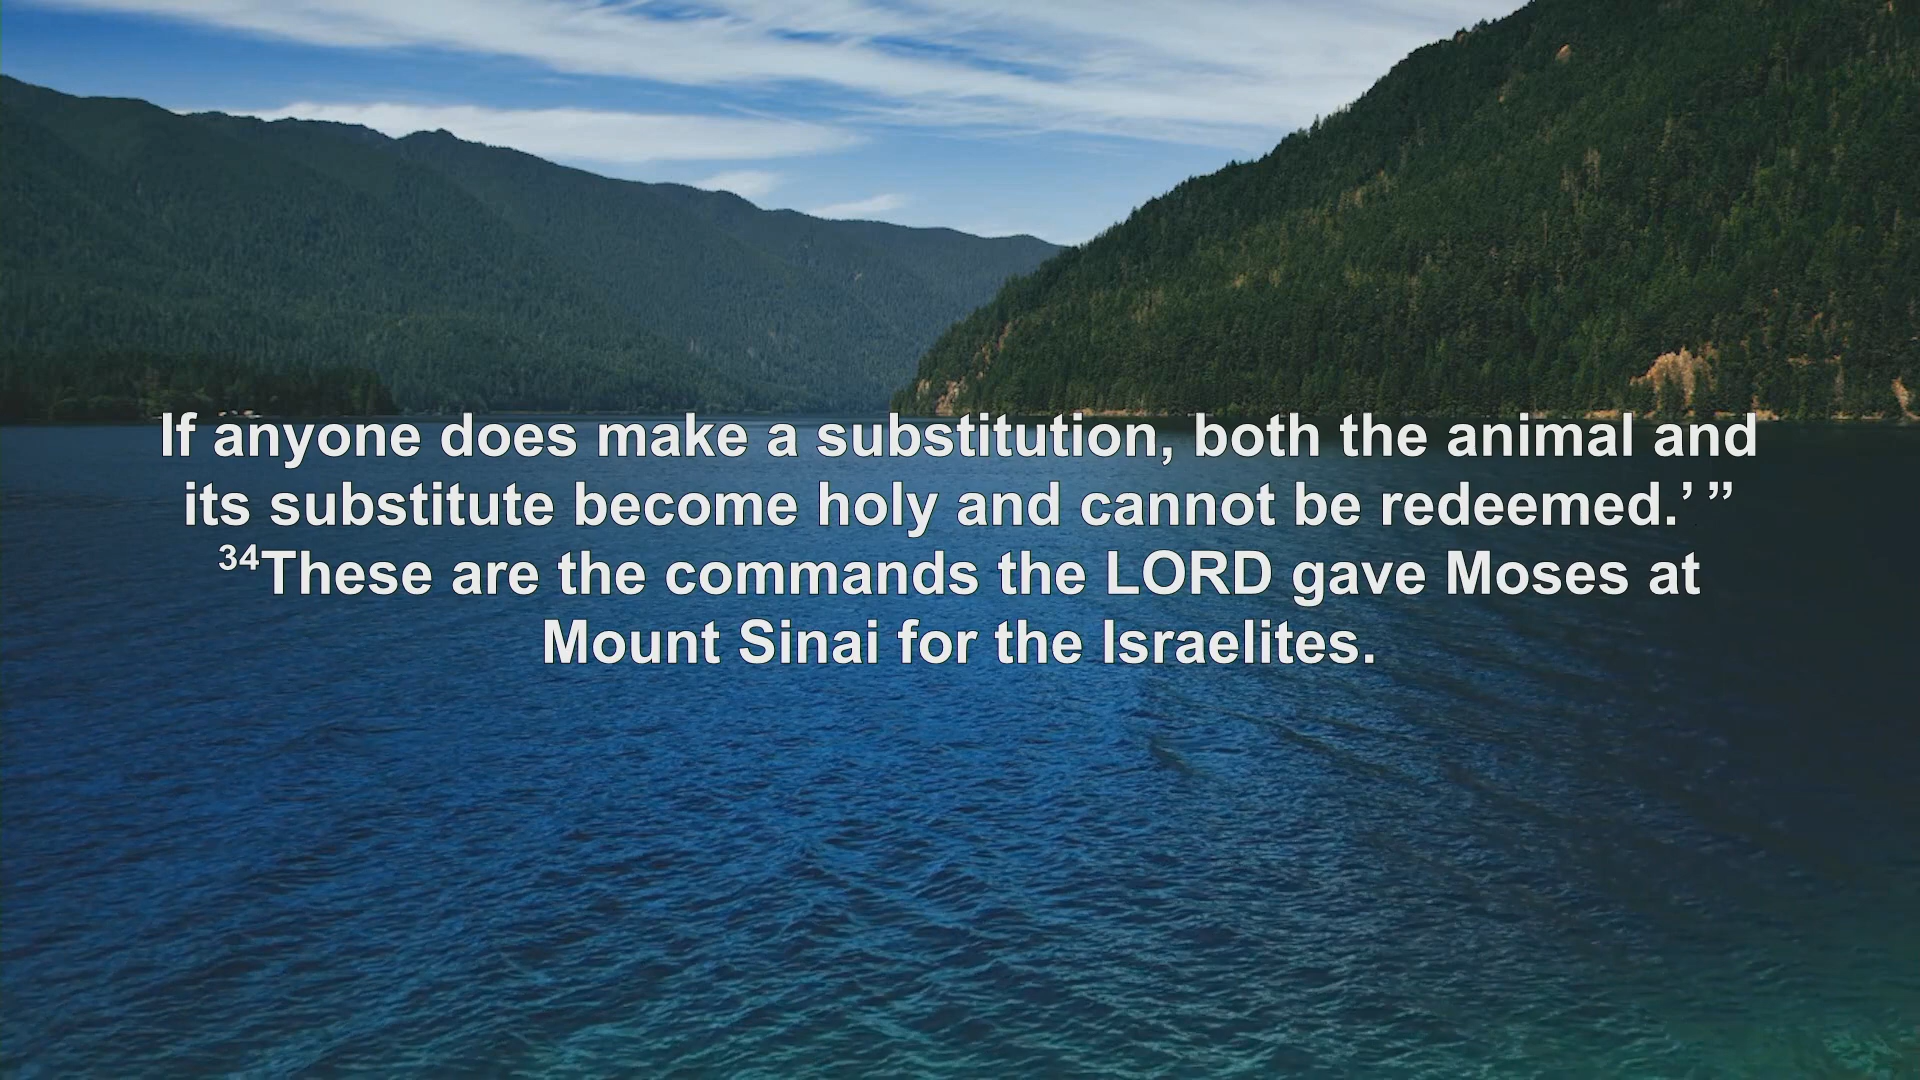 If anyone does make a substitution, both the animal and
its substitute become holy and cannot be redeemed.’ ”
³⁴These are the commands the LORD gave Moses at
Mount Sinai for the Israelites.